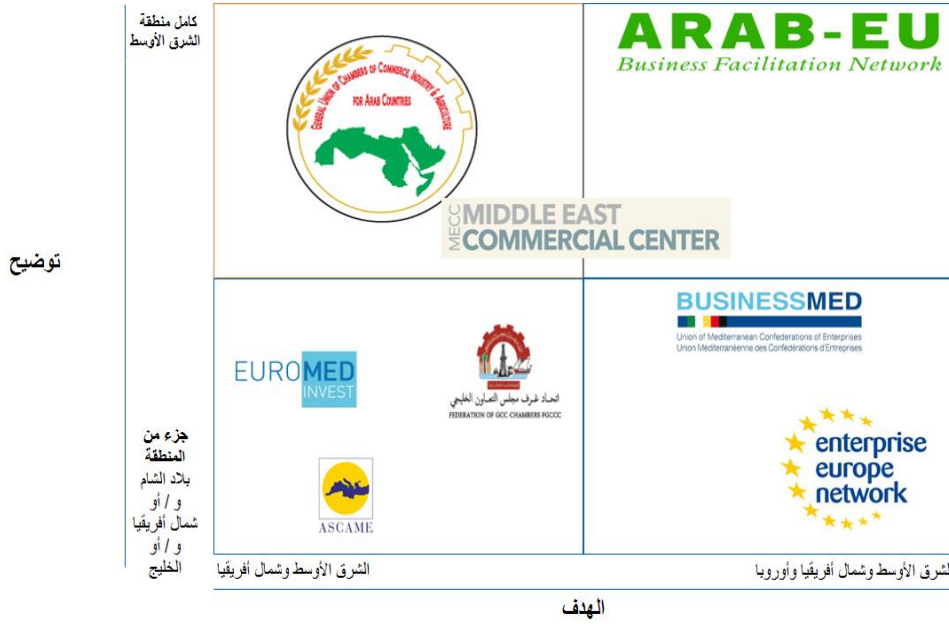 كامل منطقة
الشرق الأوسط
GENERAL UNION OF CHAMBERS OF COMMERCE INDUSTRY & AGRICULTURE
FOR ARAB COUNTRIES
ARAB-EU
Business Facilitation Network
MECC
MIDDLE EAST
COMMERCIAL CENTER
توضيح
EUROMED
INVEST
اتحاد غرف مجلس التعاون الخليجي
FEDERATION OF GCC CHAMBERS FGCCC
BUSINESSMED
Union of Mediterranean Confederations of Enterprises
Union Méditerranéenne des Confédérations d'Entreprises
جزء من
المنطقة
بلاد الشام
و / أو
شمال أفريقيا
و / أو
الخليج
ASCAME
enterprise
europe
network
الشرق الأوسط وشمال أفريقيا
الشرق الأوسط وشمال أفريقيا وأوروبا
الهدف